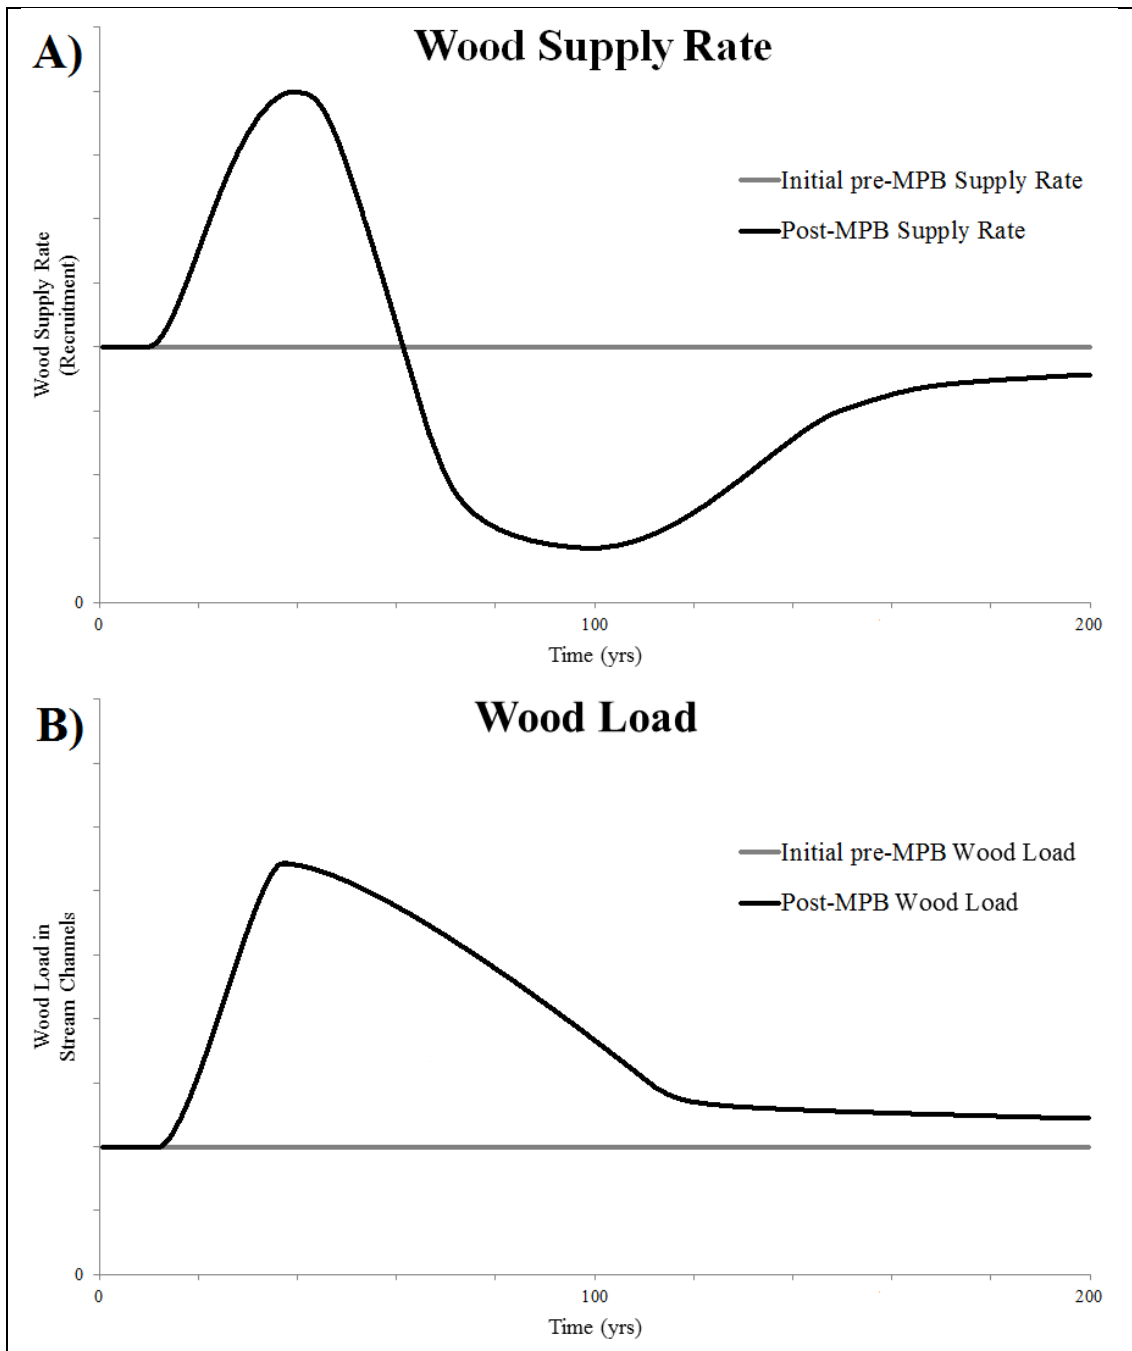 A)
Wood Supply Rate
Initial pre-MPB Supply Rate
Post-MPB Supply Rate
Wood Supply Rate
(Recruitment)
0
0
100
200
Time (yrs)
B)
Wood Load
Initial pre-MPB Wood Load
Post-MPB Wood Load
Wood Load in
Stream Channels
0
0
100
200
Time (yrs)